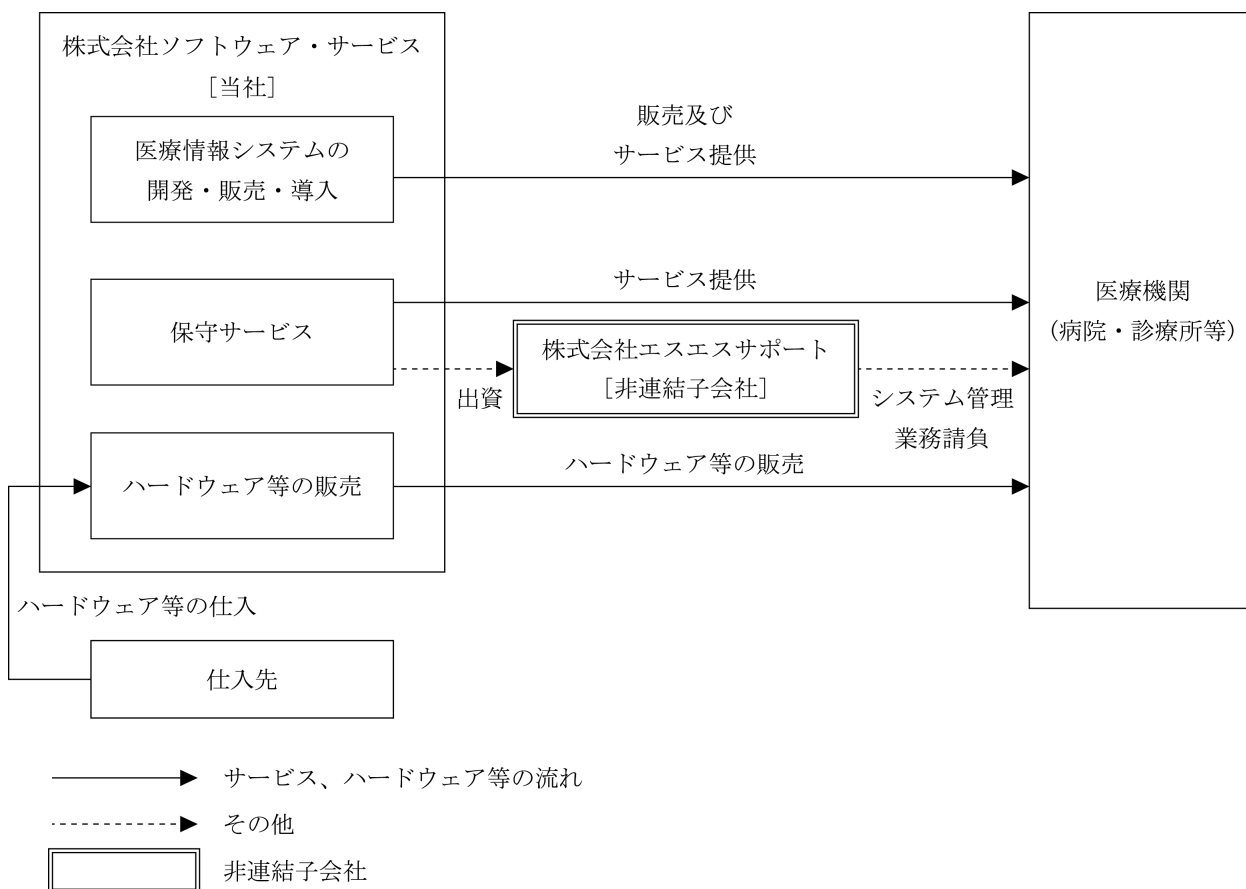 株式会社ソフトウェア・サービス
［当社］
医療情報システムの
開発・販売・導入
販売及び
サービス提供
保守サービス
サービス提供
株式会社エスエスサポート
［非連結子会社］
出資
システム管理
業務請負
ハードウェア等の販売
ハードウェア等の販売
医療機関
（病院・診療所等）
ハードウェア等の仕入
仕入先
サービス、ハードウェア等の流れ
その他
非連結子会社